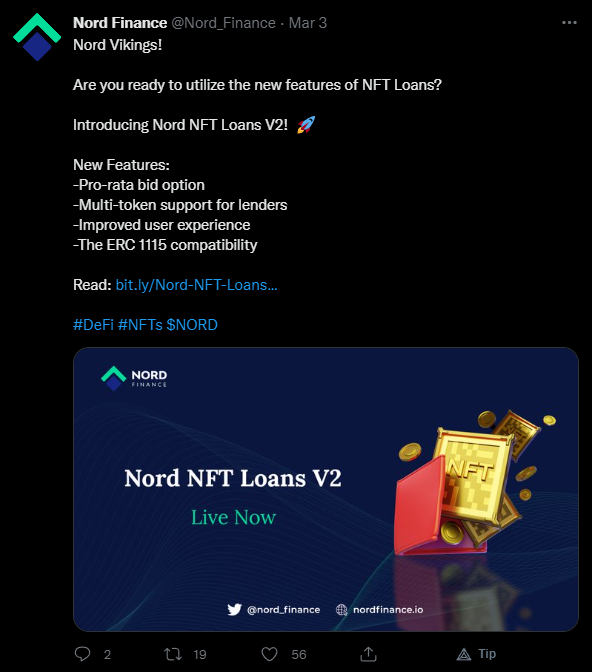 Nord Finance @Nord_Finance · Mar 3
Nord Vikings!
Are you ready to utilize the new features of NFT Loans?
Introducing Nord NFT Loans V2! 🚀
New Features:
-Pro-rata bid option
-Multi-token support for lenders
-Improved user experience
-The ERC 1115 compatibility
Read: bit.ly/Nord-NFT-Loans...
#DeFi #NFTs $NORD
NORD
FINANCE
Nord NFT Loans V2
Live Now
NFT
@nord_finance nordfinance.io
2 19 56 Tip